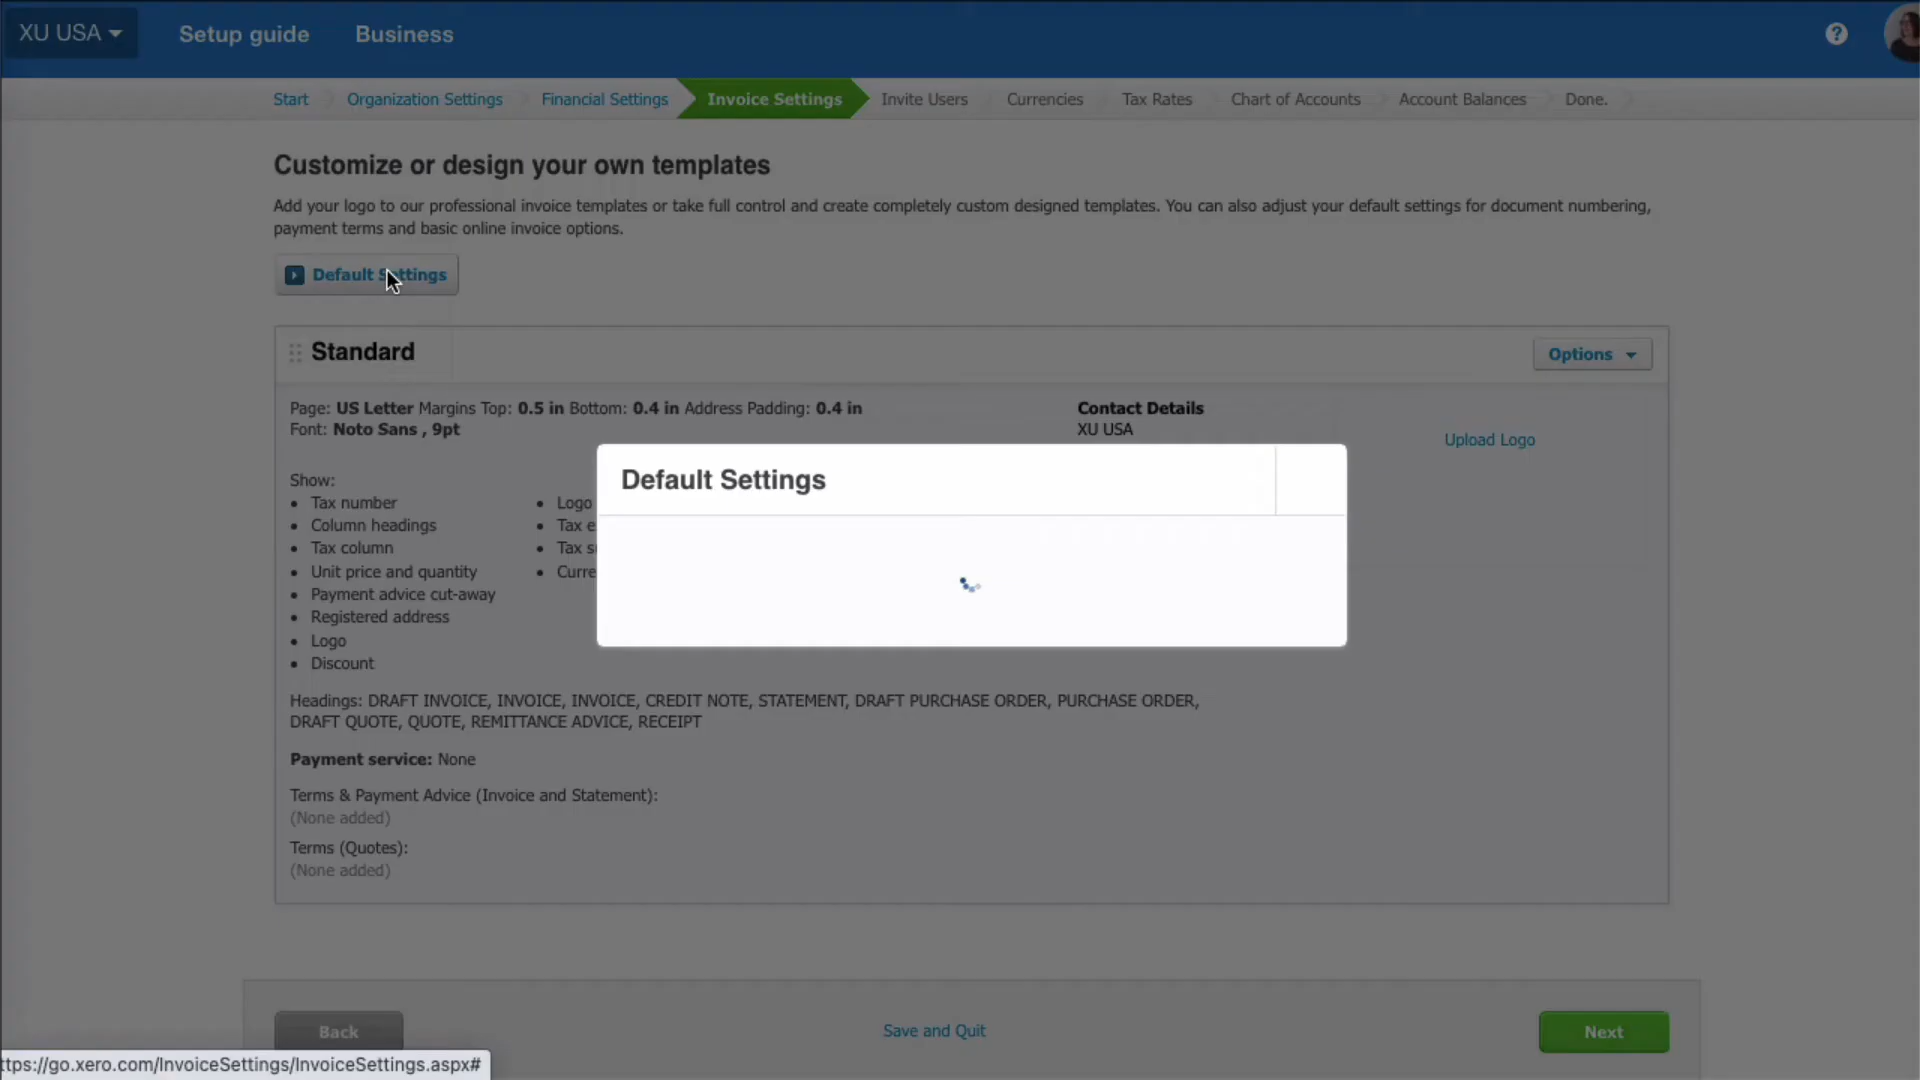 XU USA
Setup guide
Business
?
Start
Organization Settings
Financial Settings
Invoice Settings
Invite Users
Currencies
Tax Rates
Chart of Accounts
Account Balances
Done.
Customize or design your own templates
Add your logo to our professional invoice templates or take full control and create completely custom designed templates. You can also adjust your default settings for document numbering,
payment terms and basic online invoice options.
Default Settings
Standard
Options
Page: US Letter Margins Top: 0.5 in Bottom: 0.4 in Address Padding: 0.4 in
Font: Noto Sans , 9pt
Contact Details
XU USA
Upload Logo
Default Settings
Show:
• Tax number
• Column headings
• Tax column
• Unit price and quantity
• Payment advice cut-away
• Registered address
• Logo
• Discount
• Logo
• Tax e
• Tax s
• Curre
Headings: DRAFT INVOICE, INVOICE, INVOICE, CREDIT NOTE, STATEMENT, DRAFT PURCHASE ORDER, PURCHASE ORDER,
DRAFT QUOTE, QUOTE, REMITTANCE ADVICE, RECEIPT
Payment service: None
Terms & Payment Advice (Invoice and Statement):
(None added)
Terms (Quotes):
(None added)
Back
Save and Quit
Next
ttps://go.xero.com/InvoiceSettings/InvoiceSettings.aspx#